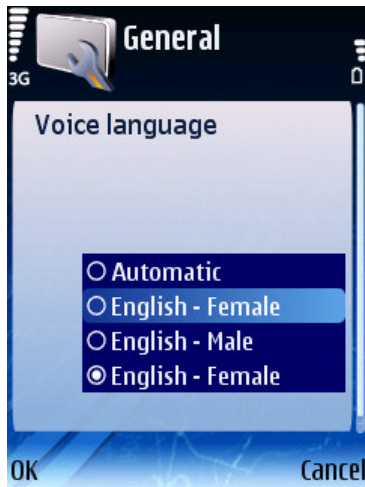 General
3G
Voice language
Automatic
English - Female
English - Male
English - Female
OK Cancel